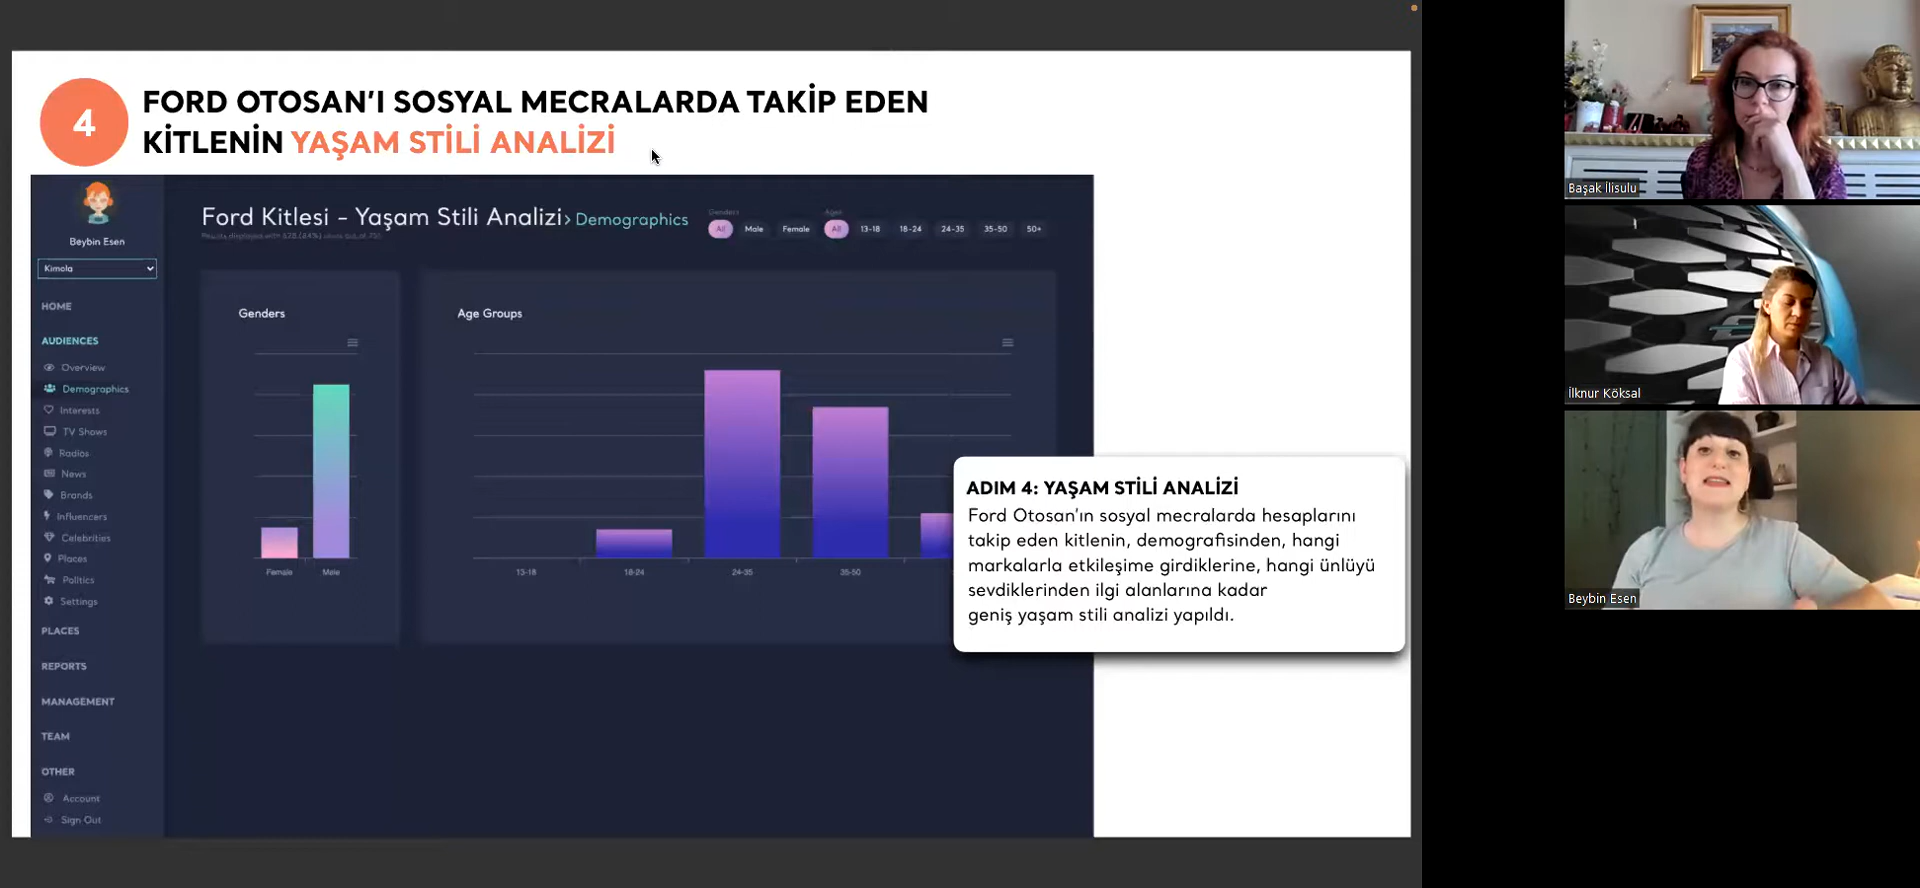 4
FORD OTOSAN'I SOSYAL MECRALARDA TAKİP EDEN
KİTLENİN YAŞAM STİLİ ANALİZİ
Beybin Esen
Kimola
HOME
AUDIENCES
Overview
Demographics
Interests
TV Shows
Radios
News
Brands
Influencers
Celebrities
Places
Politics
Settings
PLACES
REPORTS
MANAGEMENT
TEAM
OTHER
Account
Sign Out
Ford Kitlesi - Yaşam Stili Analizi› Demographics
Genders
All Male Female
Ages
All 13-18 18-24 24-35 35-50 50+
Genders
Female Male
Age Groups
13-18 18-24 24-35 35-50
ADIM 4: YAŞAM STİLİ ANALİZİ
Ford Otosan'ın sosyal mecralarda hesaplarını
takip eden kitlenin, demografisinden, hangi
markalarla etkileşime girdiklerine, hangi ünlüyü
sevdiklerinden ilgi alanlarına kadar
geniş yaşam stili analizi yapıldı.
Başak İlisulu
İlknur Köksal
Beybin Esen